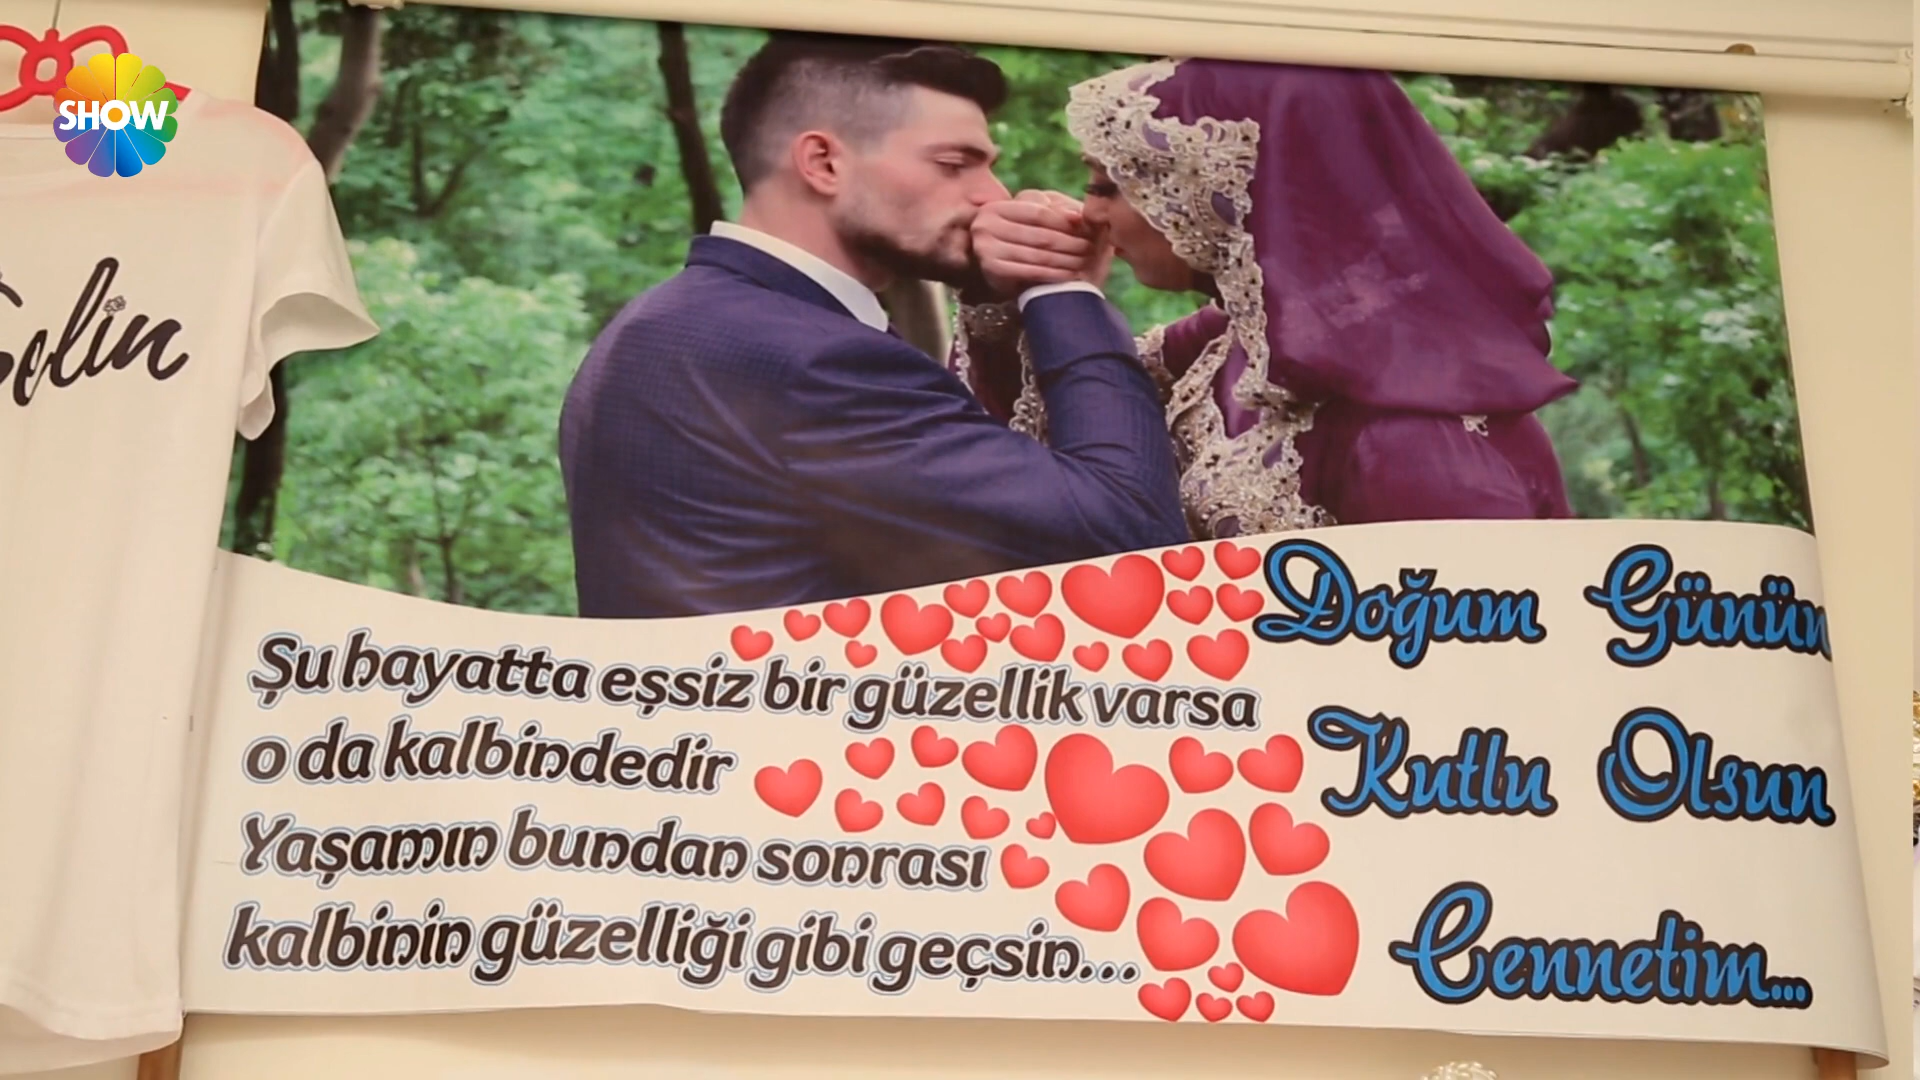 SHOW
Gelin
Şu hayatta eşsiz bir güzellik varsa
o da kalbindedir
Yaşamın bundan sonrası
kalbinin güzelliği gibi geçsin...
Doğum Günün
Kutlu Olsun
Cennetim...